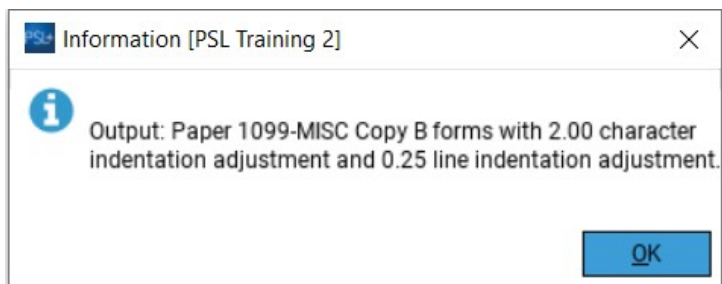 PSL+ Information [PSL Training 2]
Output: Paper 1099-MISC Copy B forms with 2.00 character
indentation adjustment and 0.25 line indentation adjustment.
OK